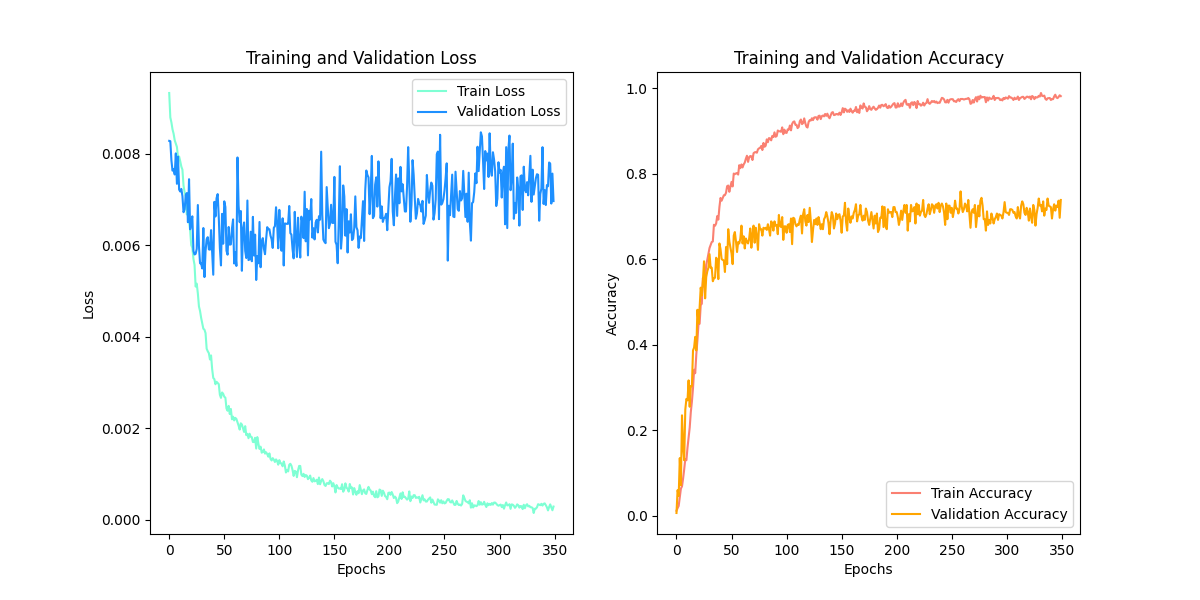 Training and Validation Loss
Train Loss
Validation Loss
0.008
0.006
0.004
0.002
0.000
Loss
0 50 100 150 200 250 300 350
Epochs
Training and Validation Accuracy
1.0
0.8
0.6
0.4
0.2
0.0
Accuracy
Train Accuracy
Validation Accuracy
0 50 100 150 200 250 300 350
Epochs